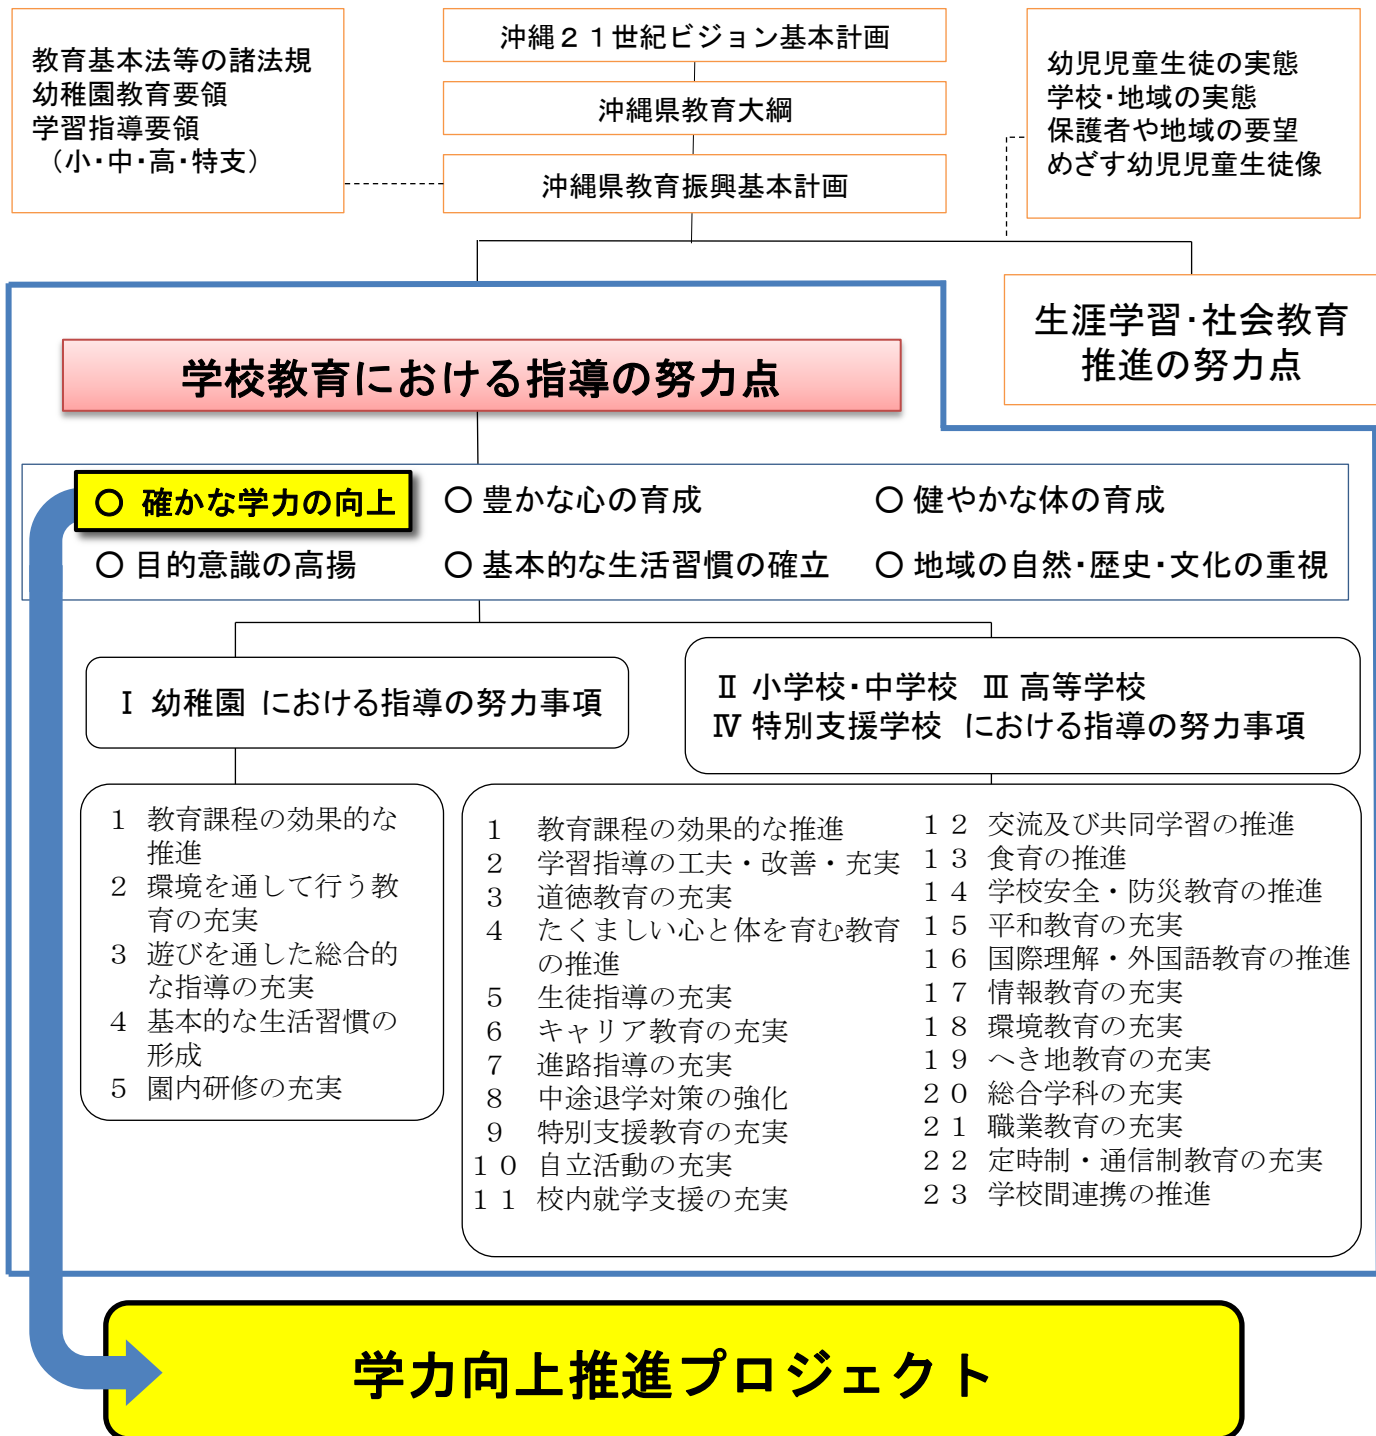 教育基本法等の諸法規
幼稚園教育要領
学習指導要領
（小・中・高・特支）
沖縄２１世紀ビジョン基本計画
沖縄県教育大綱
沖縄県教育振興基本計画
幼児児童生徒の実態
学校・地域の実態
保護者や地域の要望
めざす幼児児童生徒像
生涯学習・社会教育
推進の努力点
学校教育における指導の努力点
○ 確かな学力の向上
○ 豊かな心の育成
○ 健やかな体の育成
○ 目的意識の高揚
○ 基本的な生活習慣の確立
○ 地域の自然・歴史・文化の重視
Ⅰ 幼稚園 における指導の努力事項
Ⅱ 小学校・中学校 Ⅲ 高等学校
Ⅳ 特別支援学校 における指導の努力事項
１ 教育課程の効果的な
推進
２ 環境を通して行う教
育の充実
３ 遊びを通した総合的
な指導の充実
４ 基本的な生活習慣の
形成
５ 園内研修の充実
１ 教育課程の効果的な推進
２ 学習指導の工夫・改善・充実
３ 道徳教育の充実
４ たくましい心と体を育む教育
の推進
５ 生徒指導の充実
６ キャリア教育の充実
７ 進路指導の充実
８ 中途退学対策の強化
９ 特別支援教育の充実
１０ 自立活動の充実
１１ 校内就学支援の充実
１２ 交流及び共同学習の推進
１３ 食育の推進
１４ 学校安全・防災教育の推進
１５ 平和教育の充実
１６ 国際理解・外国語教育の推進
１７ 情報教育の充実
１８ 環境教育の充実
１９ へき地教育の充実
２０ 総合学科の充実
２１ 職業教育の充実
２２ 定時制・通信制教育の充実
２３ 学校間連携の推進
学力向上推進プロジェクト